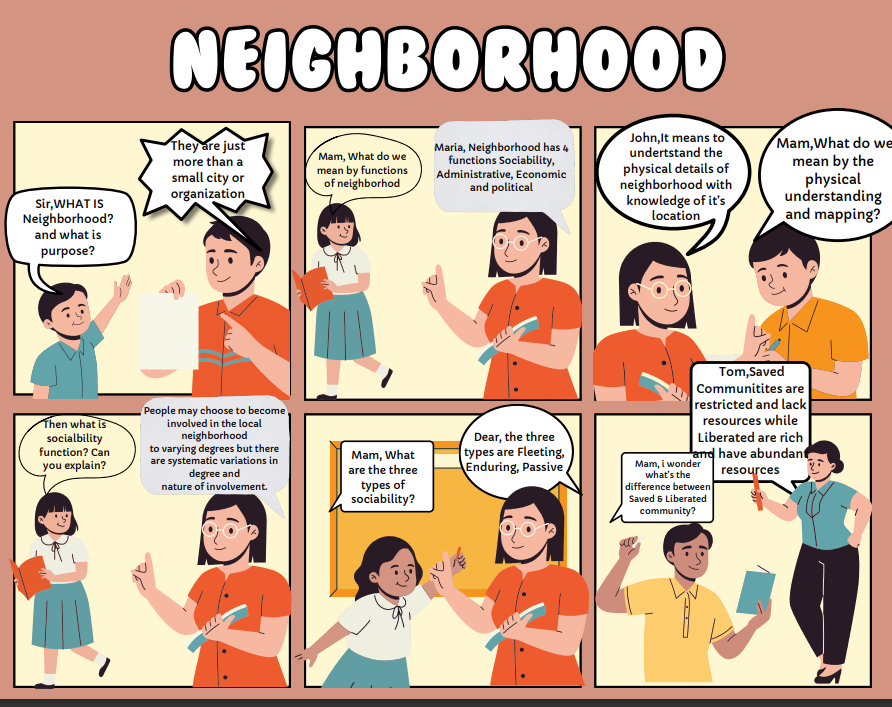 NEIGHBORHOOD
Sir,WHAT IS
Neighborhood?
and what is
purpose?
They are just
more than a
small city or
organization
Mam, What do we
mean by functions
of neighborhod
Maria, Neighborhood has 4
functions Sociability,
Administrative, Economic
and political
John,It means to
undertstand the
physical details of
neighborhood with
knowledge of it's
location
Mam,What do we
mean by the
physical
understanding
and mapping?
Then what is
socialbility
function? Can
you explain?
People may choose to become
involved in the local
neighborhood
to varying degrees but there
are systematic variations in
degree and
nature of involvement.
Mam, What
are the three
types of
sociability?
Dear, the three
types are Fleeting,
Enduring, Passive
Mam, i wonder
what's the
difference between
Saved & Liberated
community?
Tom,Saved
Communitites are
restricted and lack
resources while
Liberated are rich
and have abundant
resources